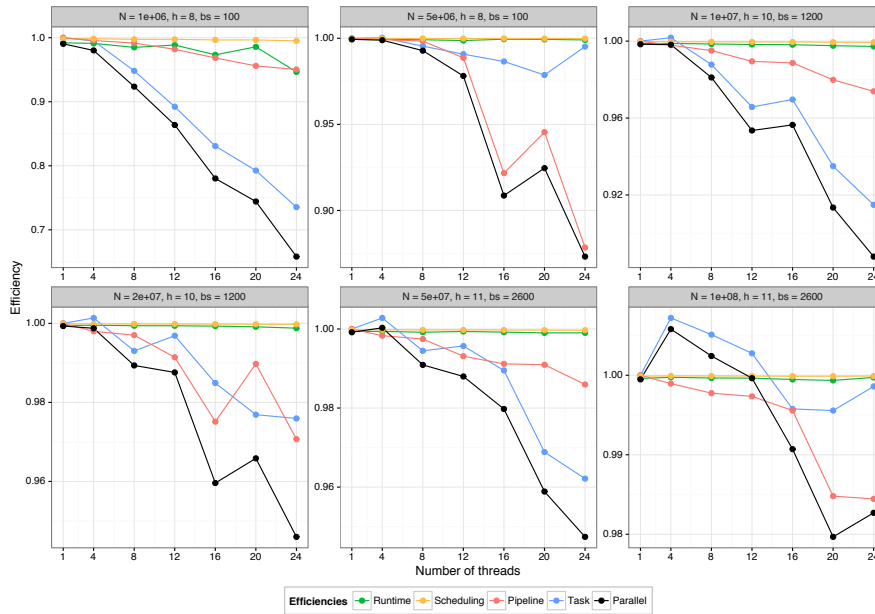 N = 1e+06, h = 8, bs = 100
N = 5e+06, h = 8, bs = 100
N = 1e+07, h = 10, bs = 1200
1.0
0.9
0.8
0.7
1.00
0.95
0.90
1.00
0.96
0.92
1 4 8 12 16 20 24
1 4 8 12 16 20 24
1 4 8 12 16 20 24
Efficiency
N = 2e+07, h = 10, bs = 1200
N = 5e+07, h = 11, bs = 2600
N = 1e+08, h = 11, bs = 2600
1.00
0.98
0.96
1.00
0.98
0.96
1.00
0.99
0.98
1 4 8 12 16 20 24
1 4 8 12 16 20 24
1 4 8 12 16 20 24
Number of threads
Efficiencies Runtime Scheduling Pipeline Task Parallel